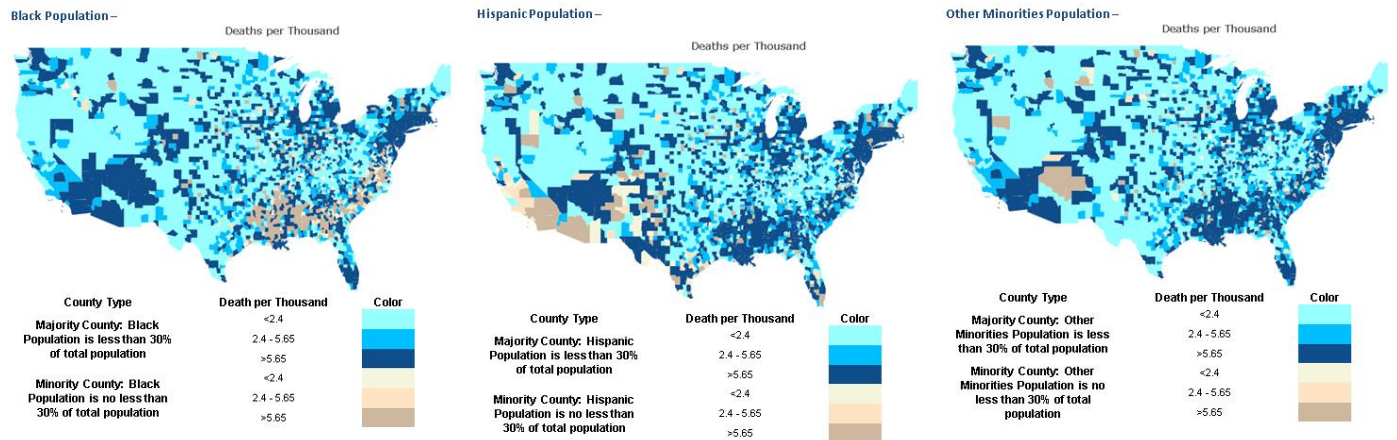 Black Population –
Deaths per Thousand
County Type
Death per Thousand
Color
Majority County: Black
Population is less than 30%
of total population
<2.4
2.4 - 5.65
>5.65
Minority County: Black
Population is no less than
30% of total population
<2.4
2.4 - 5.65
>5.65
Hispanic Population –
Deaths per Thousand
County Type
Death per Thousand
Color
Majority County: Hispanic
Population is less than 30%
of total population
<2.4
2.4 - 5.65
>5.65
Minority County: Hispanic
Population is no less than
30% of total population
<2.4
2.4 - 5.65
>5.65
Other Minorities Population –
Deaths per Thousand
County Type
Death per Thousand
Color
Majority County: Other
Minorities Population is less
than 30% of total population
<2.4
2.4 - 5.65
>5.65
Minority County: Other
Minorities Population is no
less than 30% of total
population
<2.4
2.4 - 5.65
>5.65